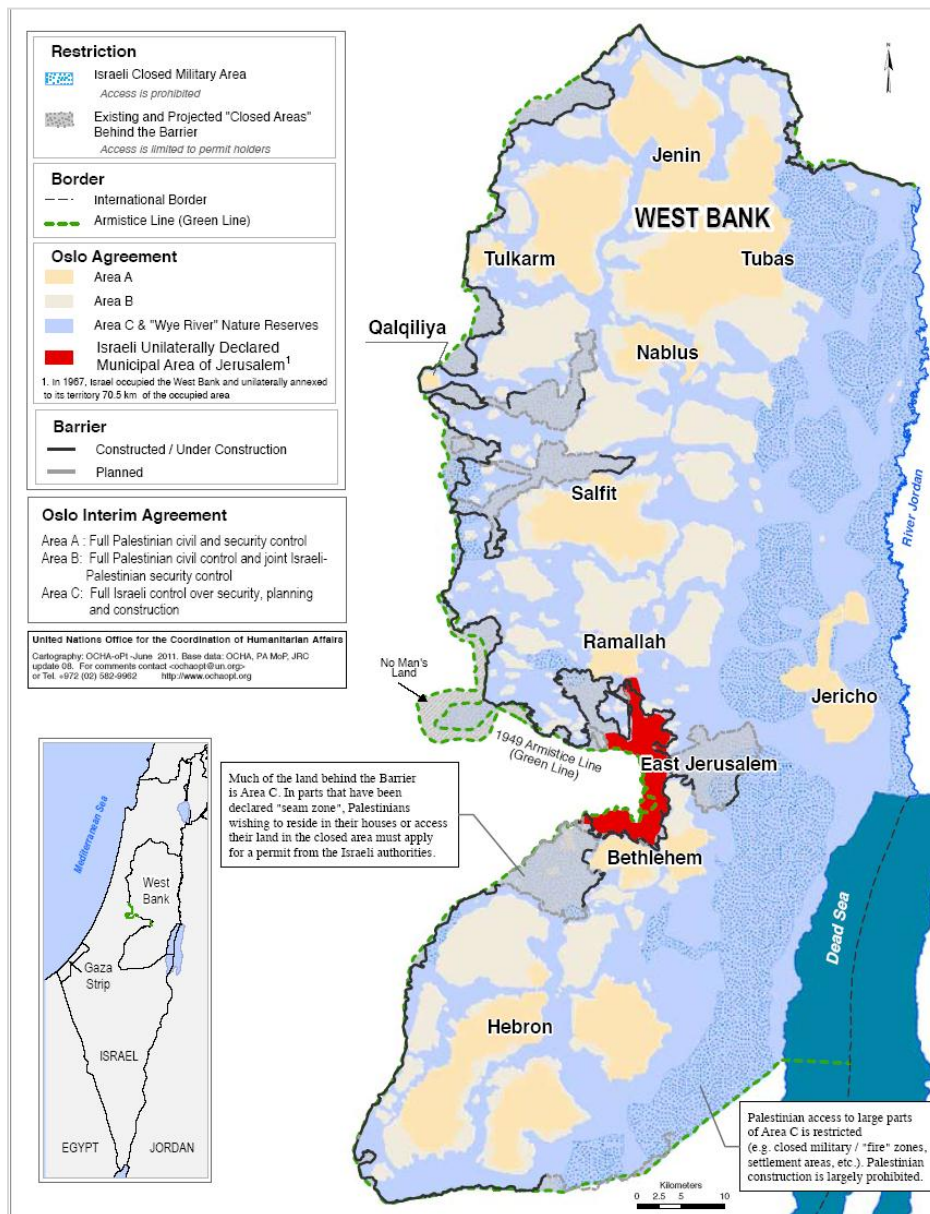 Restriction
Israeli Closed Military Area
Access is prohibited
Existing and Projected "Closed Areas"
Behind the Barrier
Access is limited to permit holders
Border
International Border
Armistice Line (Green Line)
Oslo Agreement
Area A
Area B
Area C & "Wye River" Nature Reserves
Israeli Unilaterally Declared
Municipal Area of Jerusalem1
1. In 1967, Israel occupied the West Bank and unilaterally annexed
to its territory 70.5 km of the occupied area
Barrier
Constructed / Under Construction
Planned
Oslo Interim Agreement
Area A : Full Palestinian civil and security control
Area B: Full Palestinian civil control and joint Israeli-
Palestinian security control
Area C: Full Israeli control over security, planning
and construction
United Nations Office for the Coordination of Humanitarian Affairs
Cartography: OCHA-oPt -June 2011. Base data: OCHA, PA MoP, JRC
update 08. For comments contact <ochaopt@un.org>
or Tel. +972 (02) 582-9962 http://www.ochaopt.org
N
Jenin
WEST BANK
Tulkarm
Tubas
Qalqiliya
Nablus
Salfit
River Jordan
Ramallah
No Man's
Land
Jericho
1949 Armistice Line
(Green Line)
East Jerusalem
Much of the land behind the Barrier
is Area C. In parts that have been
declared "seam zone", Palestinians
wishing to reside in their houses or access
their land in the closed area must apply
for a permit from the Israeli authorities.
Bethlehem
Dead Sea
Hebron
Palestinian access to large parts
of Area C is restricted
(e.g. closed military / "fire" zones,
settlement areas, etc.). Palestinian
construction is largely prohibited.
Kilometers
0 2.5 5 10
Mediterranean Sea
West
Bank
Gaza
Strip
ISRAEL
EGYPT
JORDAN